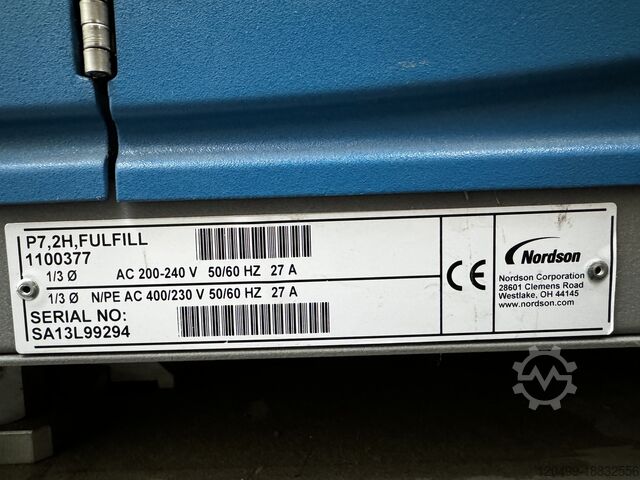 P7,2H,FULFILL
1100377
1/3 Ø AC 200-240 V 50/60 HZ 27 A
1/3 Ø N/PE AC 400/230 V 50/60 HZ 27 A
SERIAL NO:
SA13L99294
CE
Nordson
Nordson Corporation
28601 Clemens Road
Westlake, OH 44145
www.nordson.com
120499-18832556